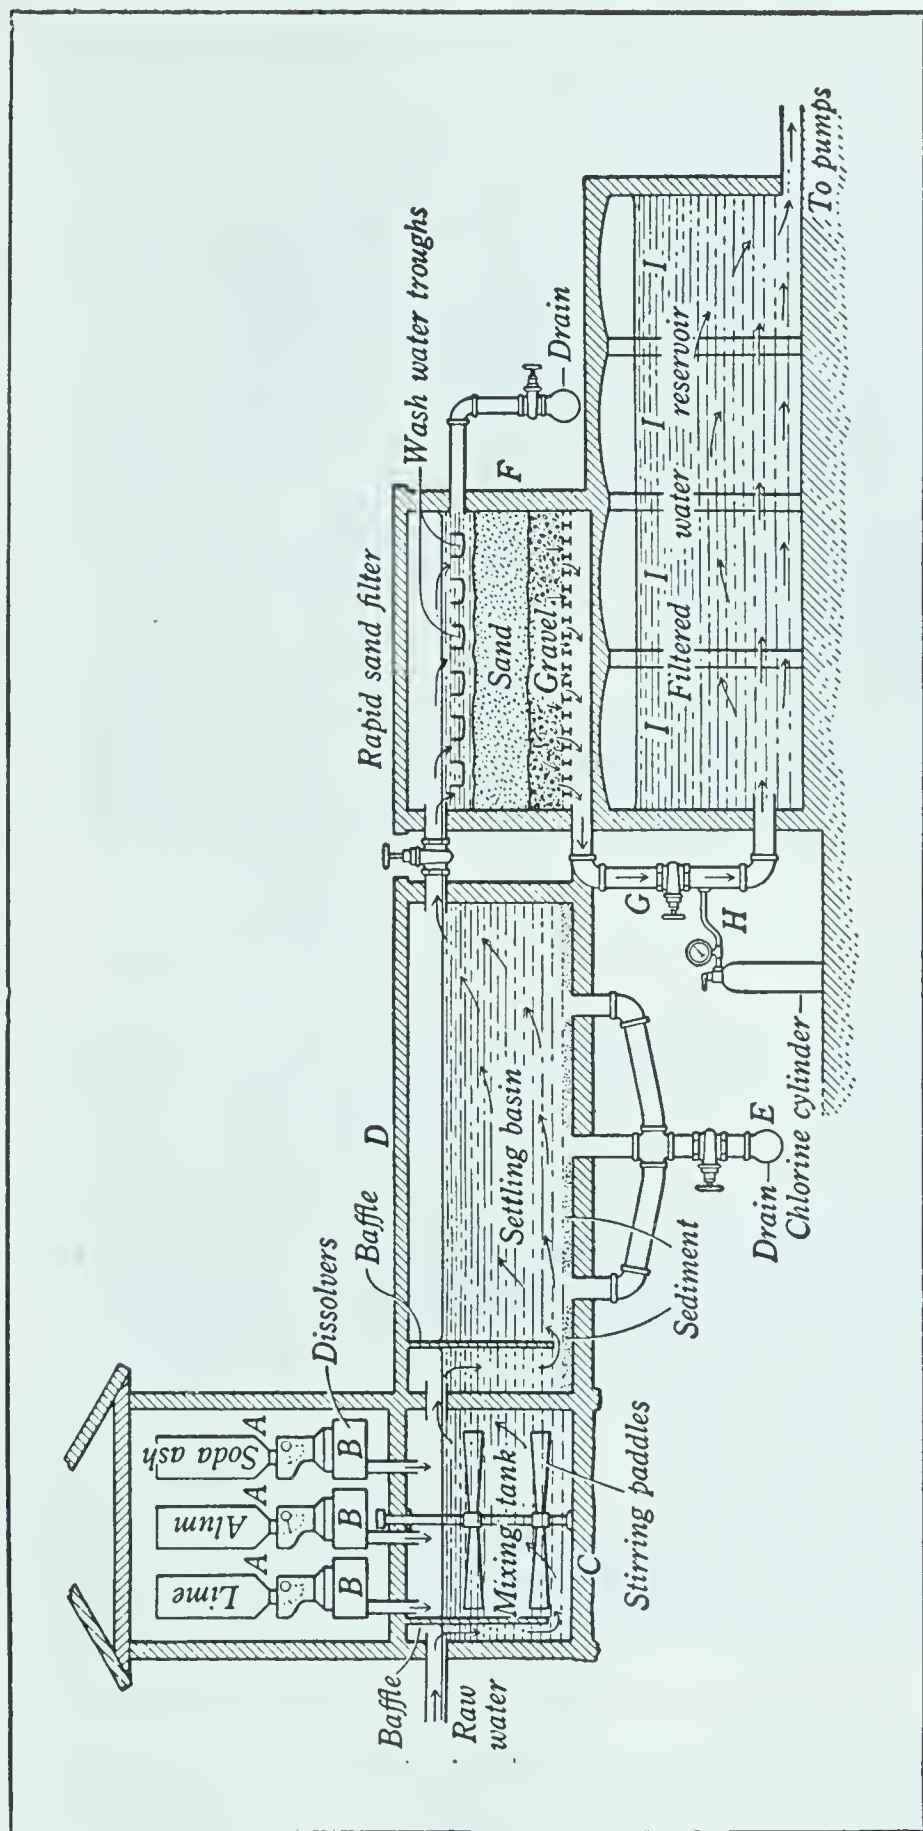 Lime
Alum
Soda ash
A
A
A
B
B
B
Dissolvers
Baffle
Raw
water
Mixing tank
C
Stirring paddles
Baffle
D
Settling basin
Sediment
Drain
E
Chlorine cylinder
Rapid sand filter
Wash water troughs
Sand
Gravel
F
Drain
G
H
I I I I
Filtered water reservoir
To pumps